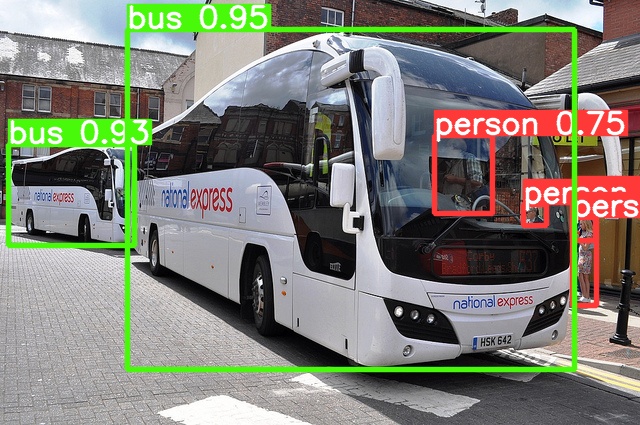 bus 0.95
person 0.75
bus 0.93
person
pers
national express
national express
national express
HSK 642